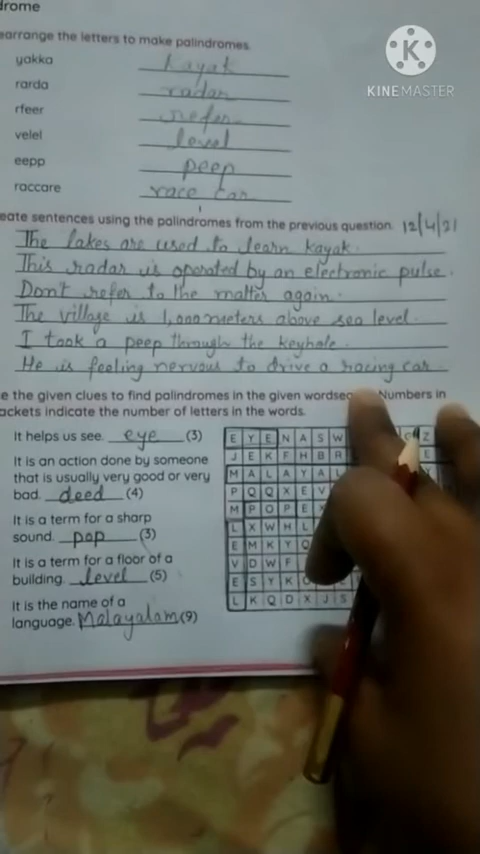 drome
earrange the letters to make palindromes.
yakka kayak
rarda radar
rfeer refer
velel level
eepp peep
raccare race car
KINEMASTER
eate sentences using the palindromes from the previous question. 12/4/21
The lakes are used to learn kayak.
This radar is operated by an electronic pulse.
Don't refer to the matter again.
The village is 1,000 meters above sea level.
I took a peep through the keyhole.
He is feeling nervous to drive a racing car.
e the given clues to find palindromes in the given wordsea Numbers in
ackets indicate the number of letters in the words.
It helps us see. eye (3)
It is an action done by someone
that is usually very good or very
bad. deed (4)
It is a term for a sharp
sound. pop (3)
It is a term for a floor of a
building. level (5)
It is the name of a
language. Malayalam (9)
E Y E N A S W Z
J E K F H B R E
M A L A Y A L
P Q Q X E V
M P O P E
L X W H L
E M K Y Q
V D W F
E S Y K
L K Q D X J S